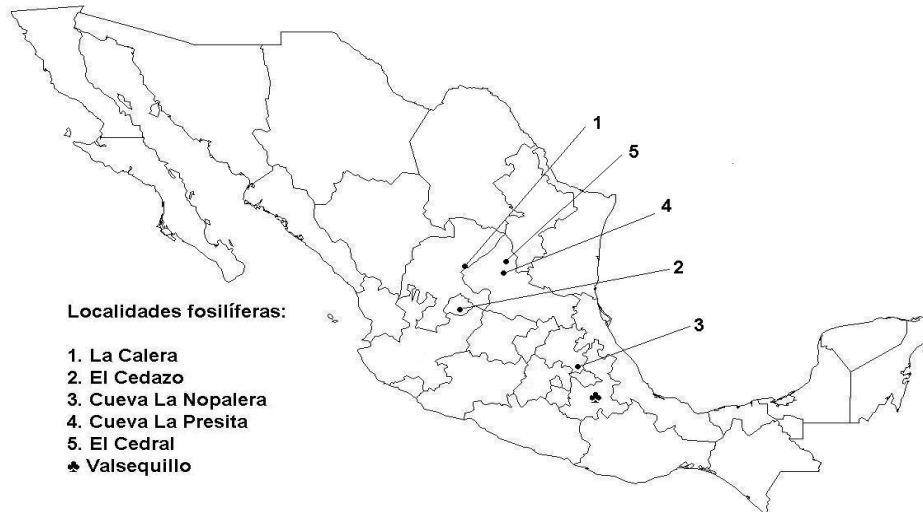 1
5
4
2
Localidades fosilíferas:
3
1. La Calera
2. El Cedazo
3. Cueva La Nopalera
4. Cueva La Presita
5. El Cedral
♣ Valsequillo